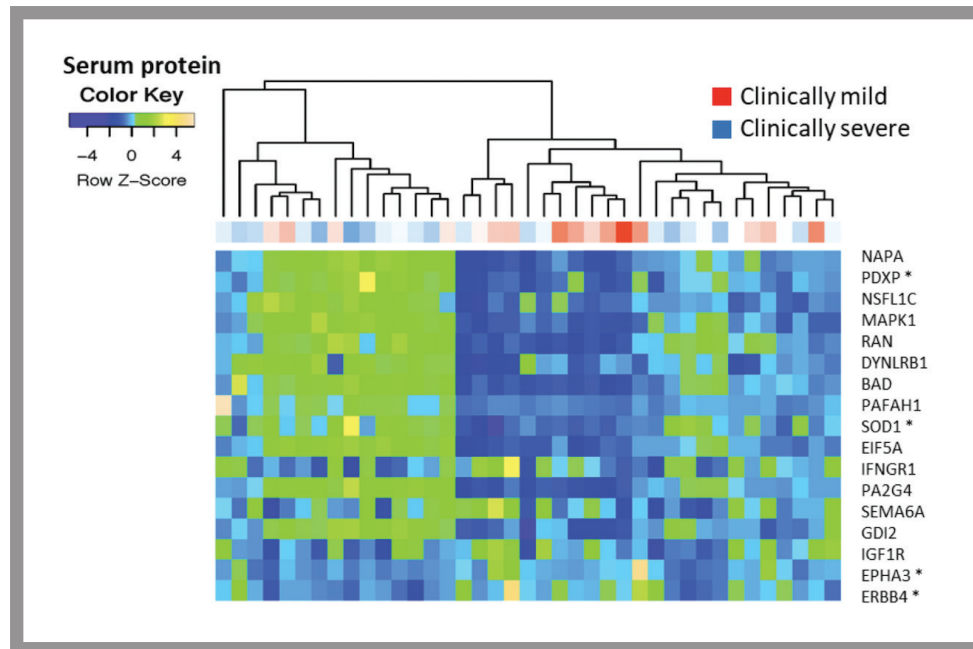 Serum protein
Color Key
−4 0 4
Row Z−Score
Clinically mild
Clinically severe
NAPA
PDXP *
NSFL1C
MAPK1
RAN
DYNLRB1
BAD
PAFAH1
SOD1 *
EIF5A
IFNGR1
PA2G4
SEMA6A
GDI2
IGF1R
EPHA3 *
ERBB4 *